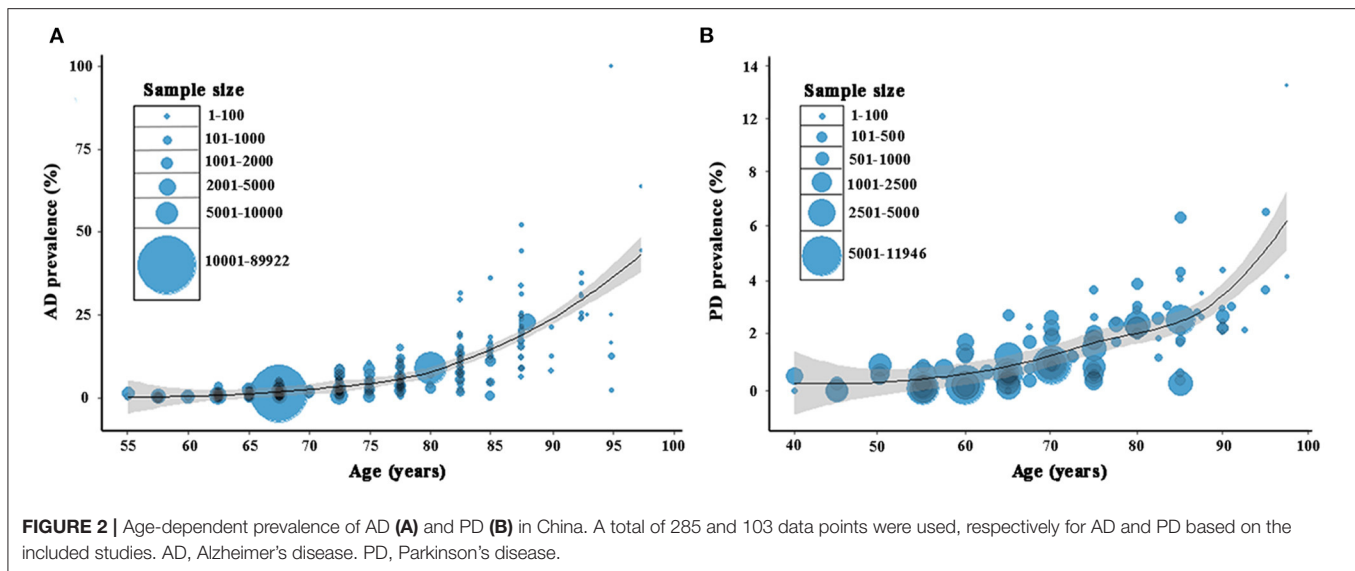 A
100
75
50
25
0
AD prevalence (%)
Sample size
1-100
101-1000
1001-2000
2001-5000
5001-10000
10001-89922
55 60 65 70 75 80 85 90 95 100
Age (years)
B
14
12
10
8
6
4
2
0
PD prevalence (%)
Sample size
1-100
101-500
501-1000
1001-2500
2501-5000
5001-11946
40 50 60 70 80 90 100
Age (years)
FIGURE 2 | Age-dependent prevalence of AD (A) and PD (B) in China. A total of 285 and 103 data points were used, respectively for AD and PD based on the
included studies. AD, Alzheimer's disease. PD, Parkinson's disease.